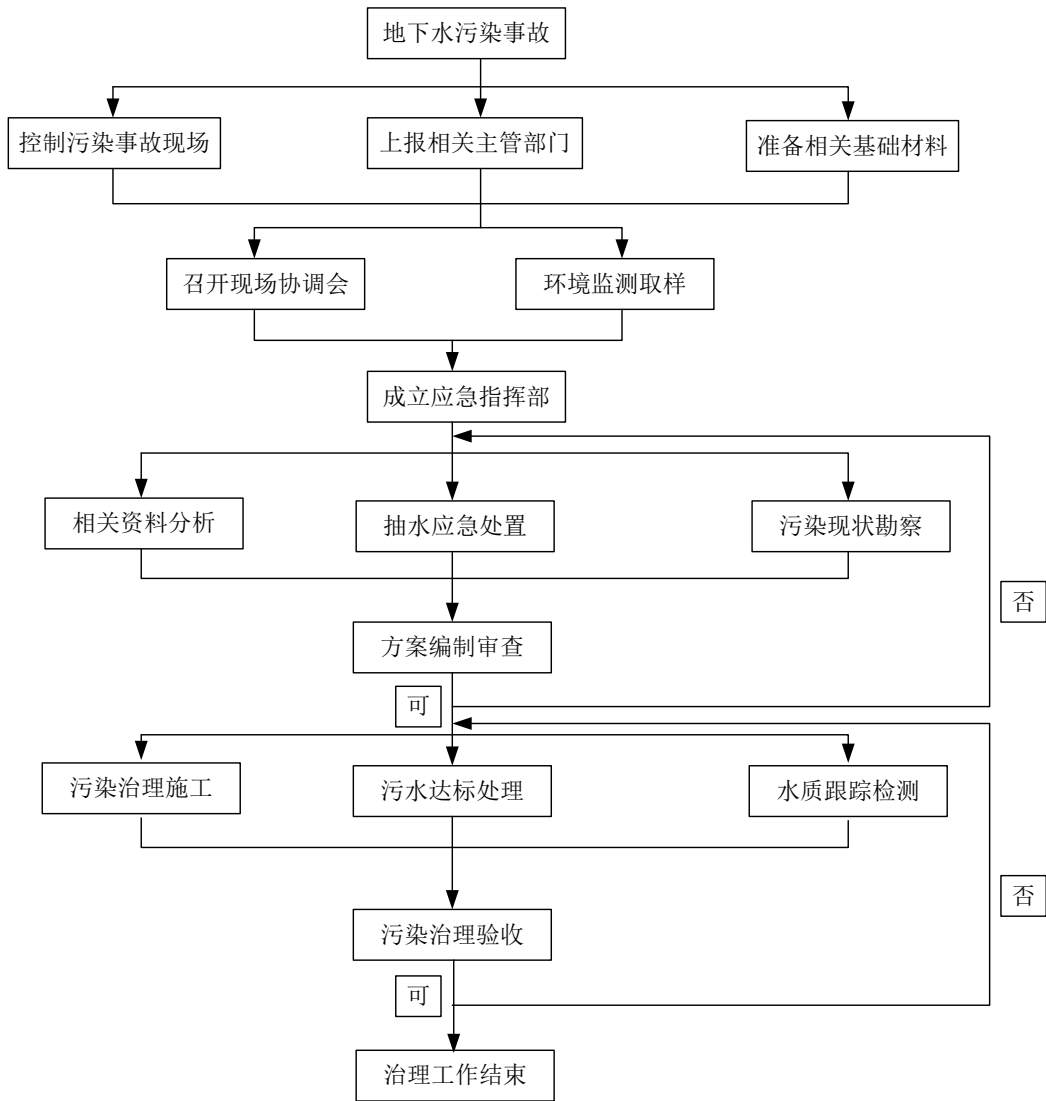 地下水污染事故
控制污染事故现场
上报相关主管部门
准备相关基础材料
召开现场协调会
环境监测取样
成立应急指挥部
相关资料分析
抽水应急处置
污染现状勘察
否
方案编制审查
可
污染治理施工
污水达标处理
水质跟踪检测
否
污染治理验收
可
治理工作结束